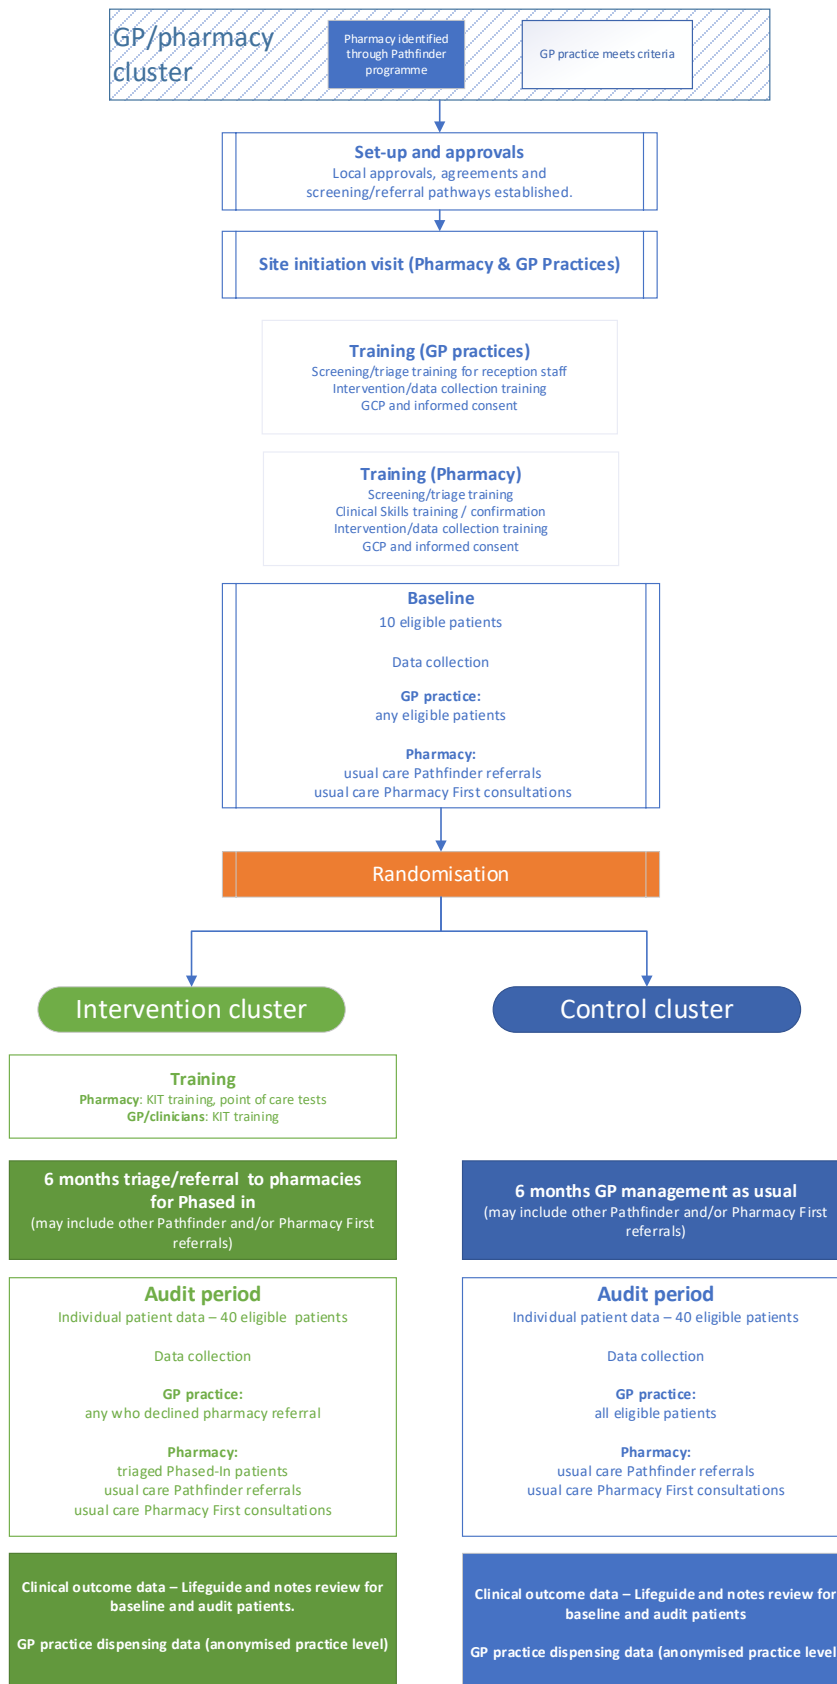 GP/pharmacy
cluster
Pharmacy identified
through Pathfinder
programme
GP practice meets criteria
Set-up and approvals
Local approvals, agreements and
screening/referral pathways established.
Site initiation visit (Pharmacy & GP Practices)
Training (GP practices)
Screening/triage training for reception staff
Intervention/data collection training
GCP and informed consent
Training (Pharmacy)
Screening/triage training
Clinical Skills training / confirmation
Intervention/data collection training
GCP and informed consent
Baseline
10 eligible patients
Data collection
GP practice:
any eligible patients
Pharmacy:
usual care Pathfinder referrals
usual care Pharmacy First consultations
Randomisation
Intervention cluster
Training
Pharmacy: KIT training, point of care tests
GP/clinicians: KIT training
6 months triage/referral to pharmacies
for Phased in
(may include other Pathfinder and/or Pharmacy First
referrals)
Audit period
Individual patient data – 40 eligible patients
Data collection
GP practice:
any who declined pharmacy referral
Pharmacy:
triaged Phased-In patients
usual care Pathfinder referrals
usual care Pharmacy First consultations
Clinical outcome data – Lifeguide and notes review for
baseline and audit patients.
GP practice dispensing data (anonymised practice level)
Control cluster
6 months GP management as usual
(may include other Pathfinder and/or Pharmacy First
referrals)
Audit period
Individual patient data – 40 eligible patients
Data collection
GP practice:
all eligible patients
Pharmacy:
usual care Pathfinder referrals
usual care Pharmacy First consultations
Clinical outcome data – Lifeguide and notes review for
baseline and audit patients
GP practice dispensing data (anonymised practice level